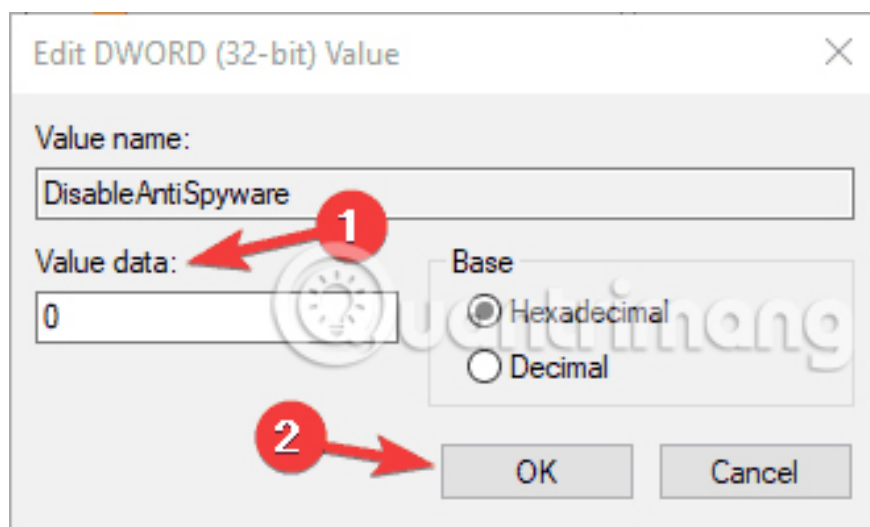 Edit DWORD (32-bit) Value
Value name:
DisableAntiSpyware
1
Value data:
Base
0
Hexadecimal
Quantrimang
Decimal
2
OK
Cancel